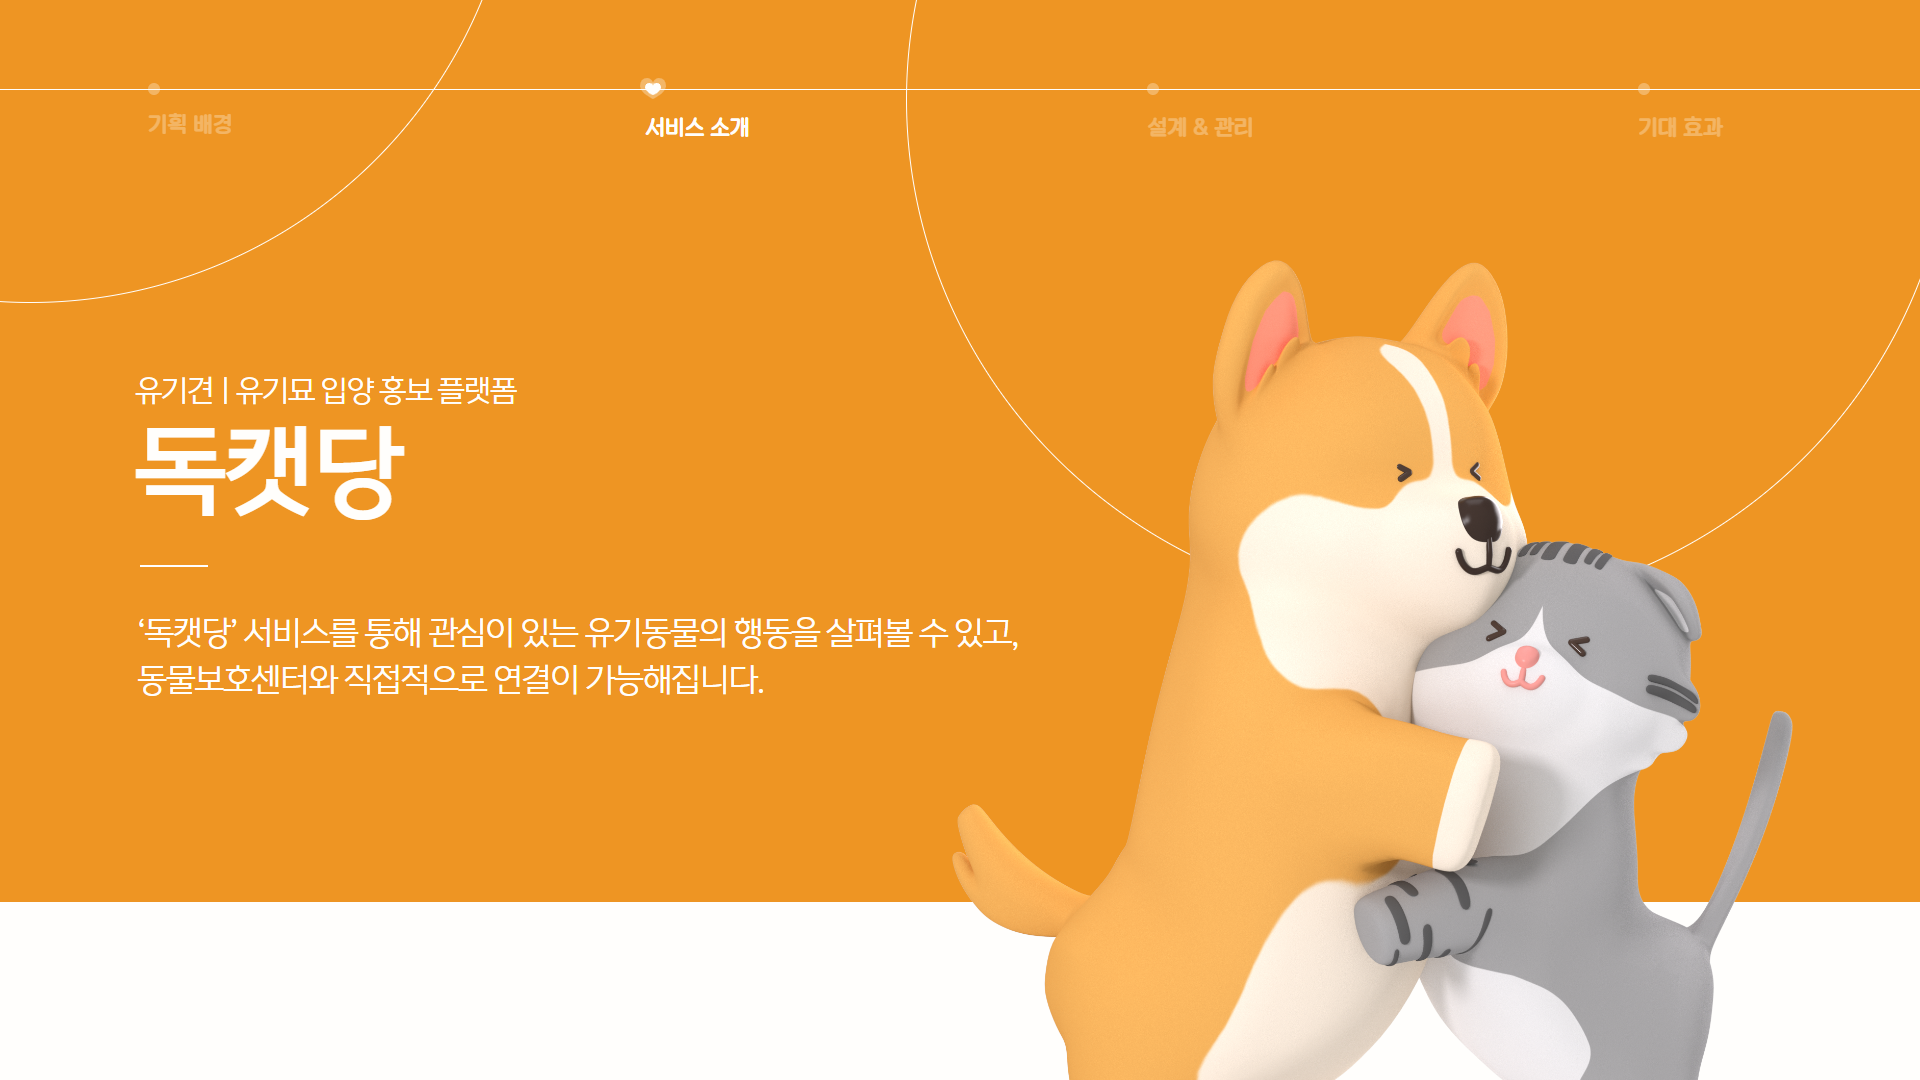 기획 배경
서비스 소개
설계 & 관리
기대 효과
유기견 | 유기묘 입양 홍보 플랫폼
독캣당
‘독캣당’ 서비스를 통해 관심이 있는 유기동물의 행동을 살펴볼 수 있고,
동물보호센터와 직접적으로 연결이 가능해집니다.